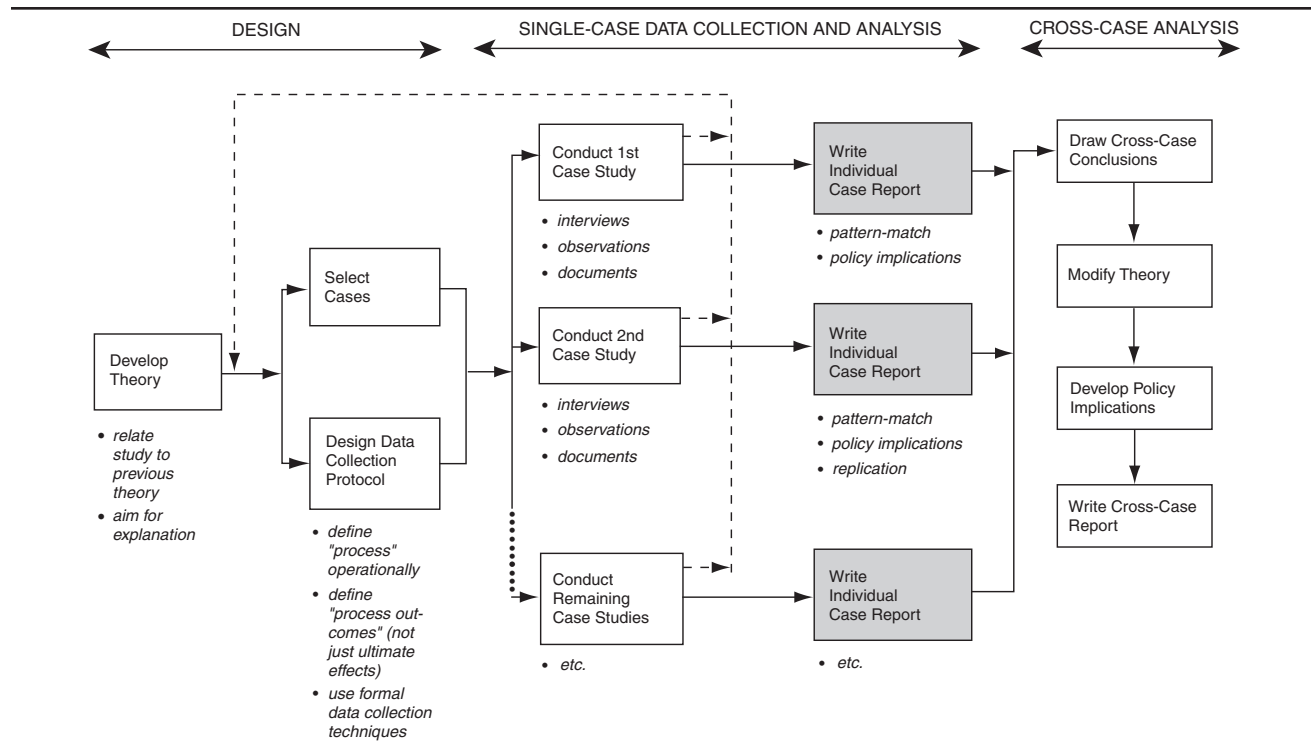 DESIGN
SINGLE-CASE DATA COLLECTION AND ANALYSIS
CROSS-CASE ANALYSIS
Develop
Theory
• relate
study to
previous
theory
• aim for
explanation
Select
Cases
Design Data
Collection
Protocol
• define
"process"
operationally
• define
"process out-
comes" (not
just ultimate
effects)
• use formal
data collection
techniques
Conduct 1st
Case Study
• interviews
• observations
• documents
Conduct 2nd
Case Study
• interviews
• observations
• documents
Conduct
Remaining
Case Studies
• etc.
Write
Individual
Case Report
• pattern-match
• policy implications
Write
Individual
Case Report
• pattern-match
• policy implications
• replication
Write
Individual
Case Report
• etc.
Draw Cross-Case
Conclusions
Modify Theory
Develop Policy
Implications
Write Cross-Case
Report